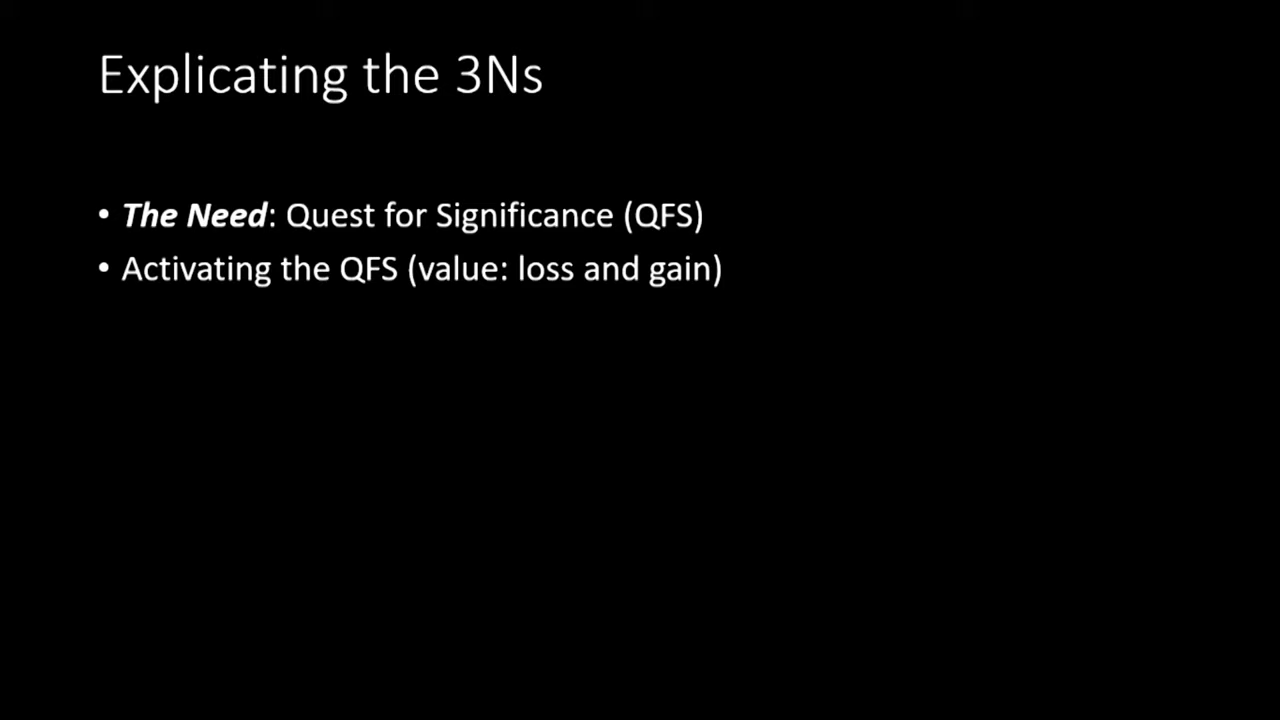 Explicating the 3Ns
• The Need: Quest for Significance (QFS)
• Activating the QFS (value: loss and gain)